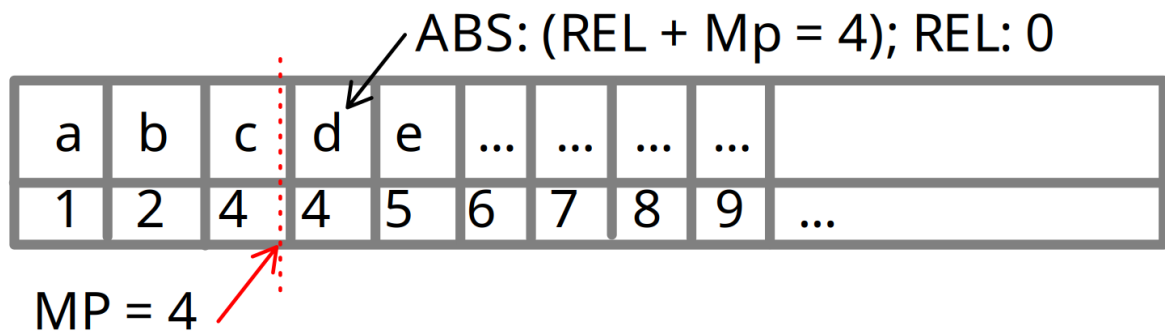 ABS: (REL + Mp = 4); REL: 0
a b c d e ... ... ... ...
1 2 4 4 5 6 7 8 9 ...
MP = 4